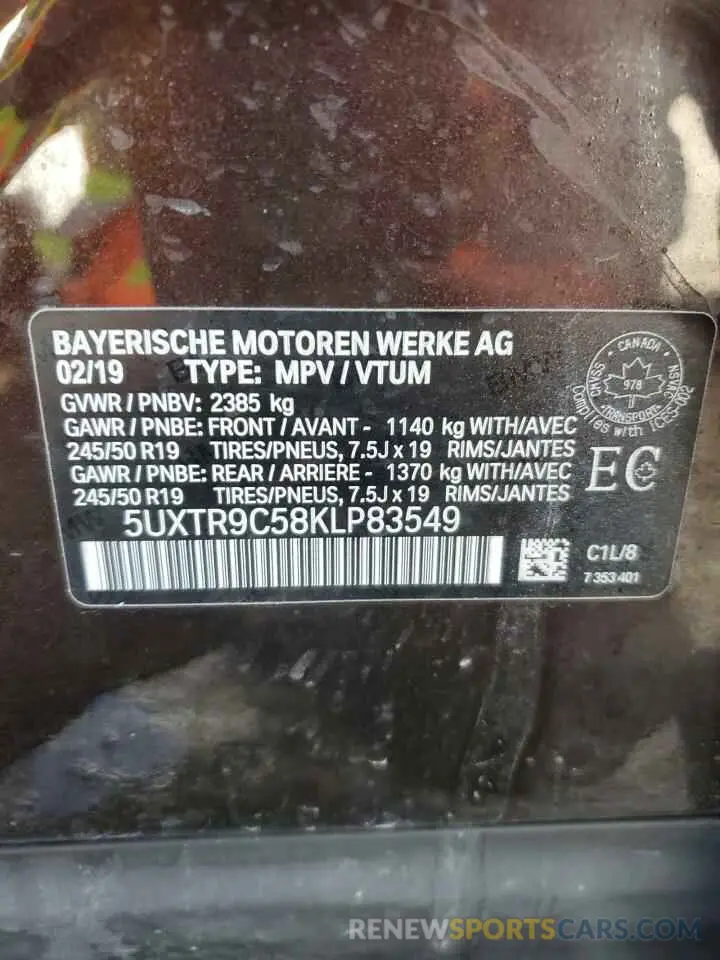 BAYERISCHE MOTOREN WERKE AG
02/19 TYPE: MPV / VTUM
GVWR / PNBV: 2385 kg
GAWR / PNBE: FRONT / AVANT - 1140 kg WITH/AVEC
245/50 R19 TIRES/PNEUS, 7.5J x 19 RIMS/JANTES
GAWR / PNBE: REAR / ARRIERE - 1370 kg WITH/AVEC
245/50 R19 TIRES/PNEUS, 7.5J x 19 RIMS/JANTES
5UXTR9C58KLP83549
CANADA
CMVSS 978 NSVAC
TRANSPORT
Complies with ICES-002
EC
C1L/8
7 353 401
RENEWSPORTSCARS.COM